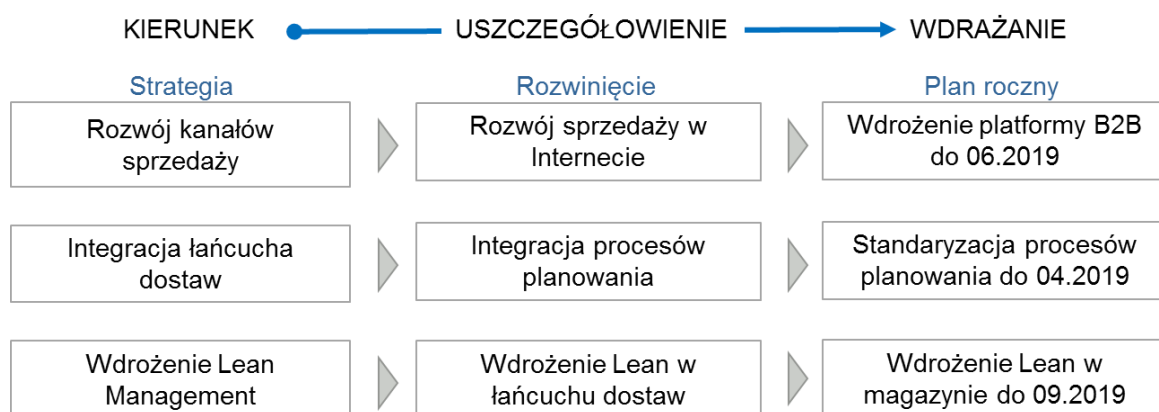 KIERUNEK USZCZEGÓŁOWIENIE WDRAŻANIE
Strategia Rozwinięcie Plan roczny
Rozwój kanałów
sprzedaży
Rozwój sprzedaży w
Internecie
Wdrożenie platformy B2B
do 06.2019
Integracja łańcucha
dostaw
Integracja procesów
planowania
Standaryzacja procesów
planowania do 04.2019
Wdrożenie Lean
Management
Wdrożenie Lean w
łańcuchu dostaw
Wdrożenie Lean w
magazynie do 09.2019